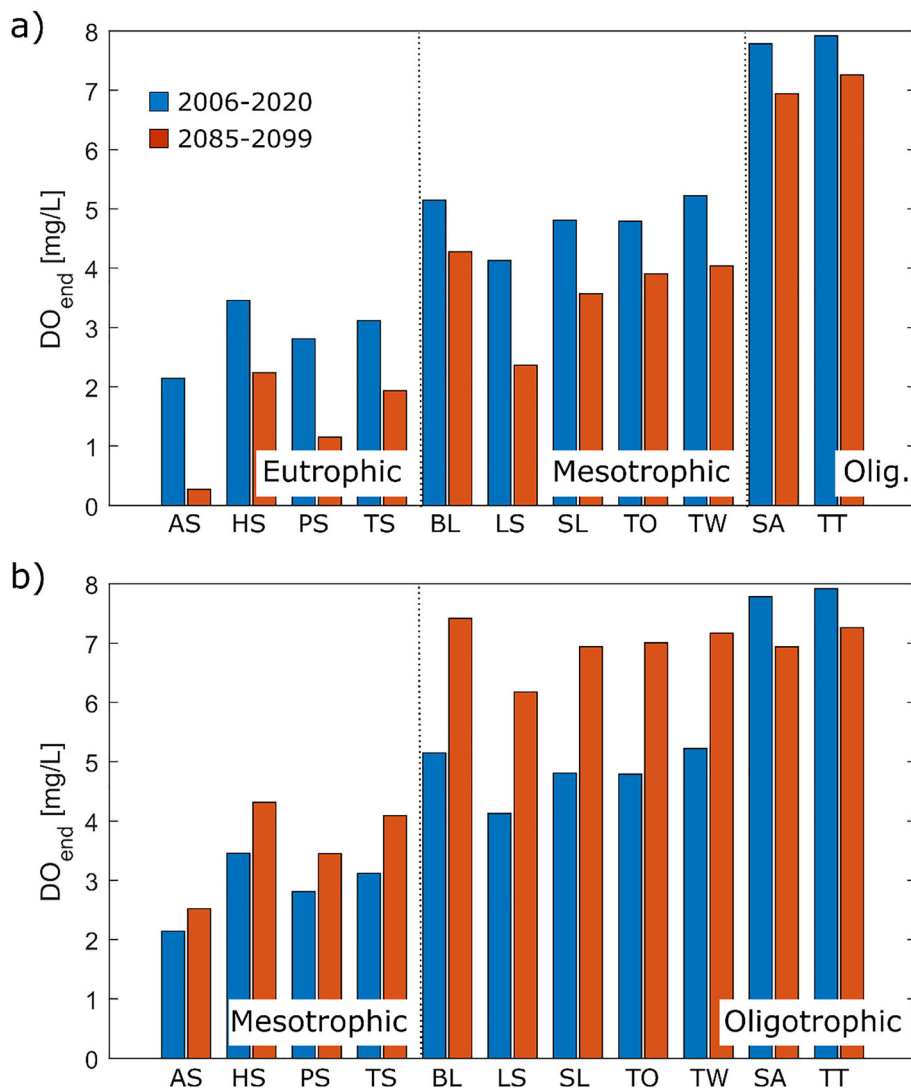 a)
8
7
6
5
4
3
2
1
0
DOend [mg/L]
2006-2020
2085-2099
Eutrophic
Mesotrophic
Olig.
AS HS PS TS BL LS SL TO TW SA TT
b)
8
7
6
5
4
3
2
1
0
DOend [mg/L]
Mesotrophic
Oligotrophic
AS HS PS TS BL LS SL TO TW SA TT